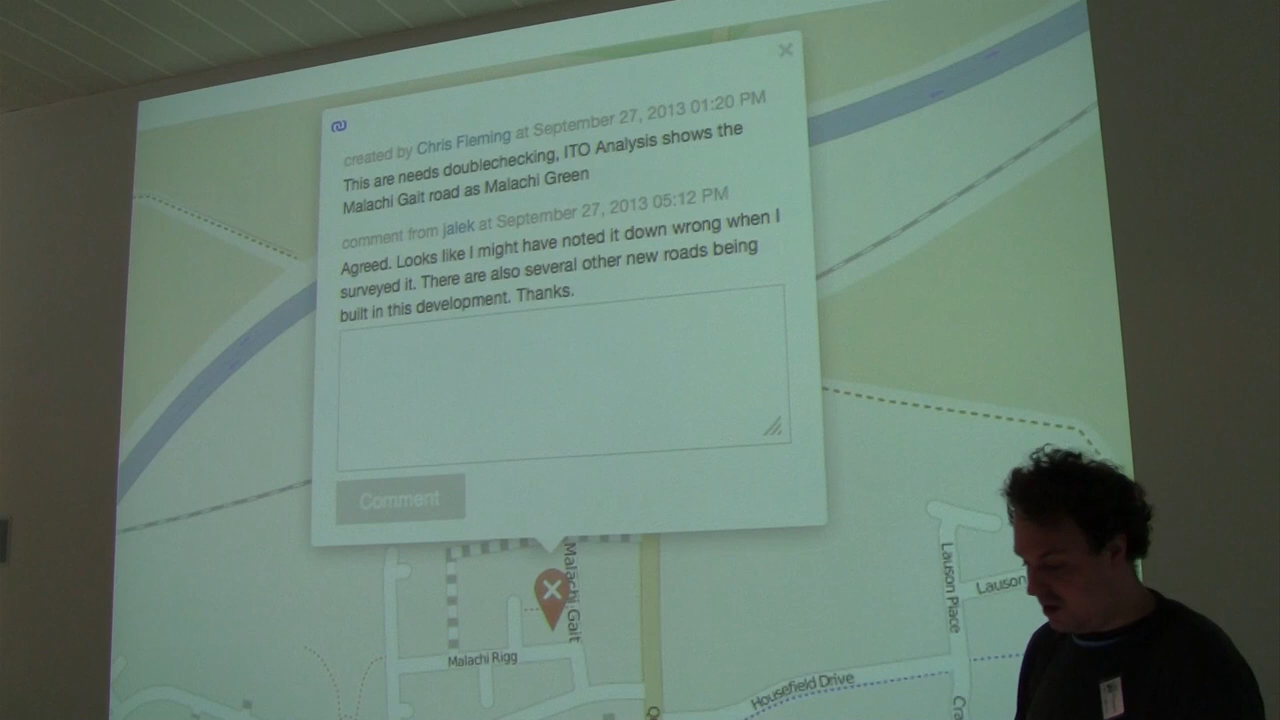 created by Chris Fleming at September 27, 2013 01:20 PM
This are needs doublechecking, ITO Analysis shows the
Malachi Gait road as Malachi Green
comment from jalek at September 27, 2013 05:12 PM
Agreed. Looks like I might have noted it down wrong when I
surveyed it. There are also several other new roads being
built in this development. Thanks.
Comment
Malachi Gait
Malachi Rigg
Lauson Place
Lauson
Housefield Drive